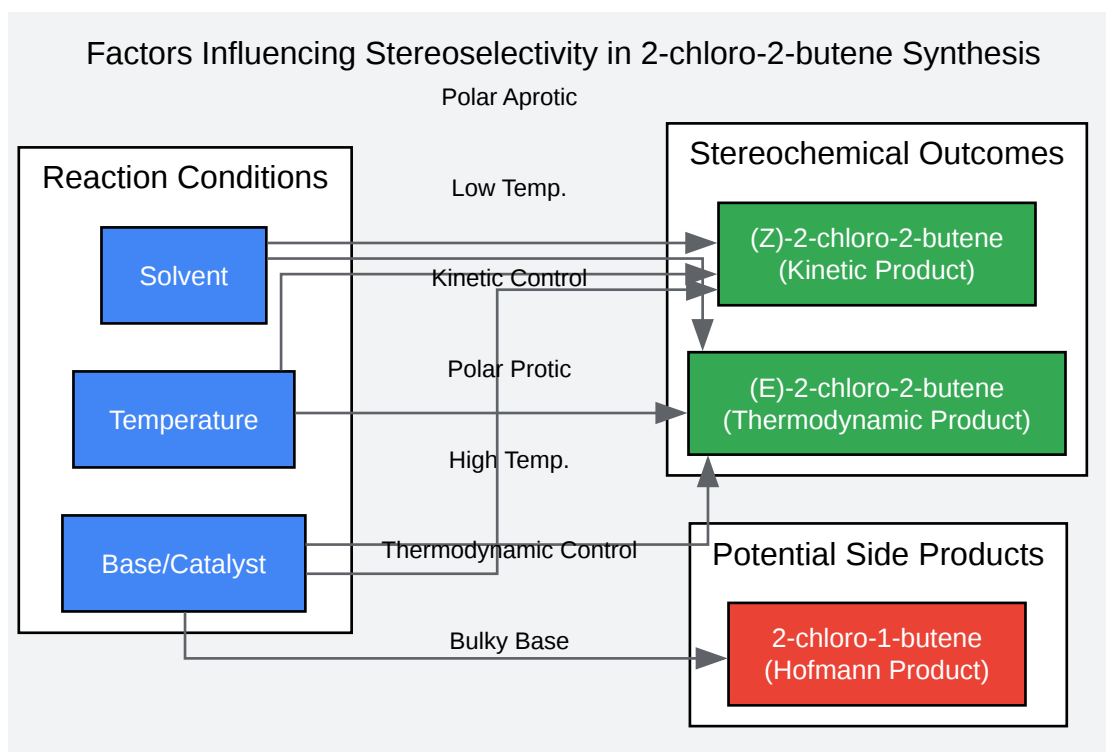 Factors Influencing Stereoselectivity in 2-chloro-2-butene Synthesis
Polar Aprotic
Reaction Conditions
Stereochemical Outcomes
Low Temp.
Solvent
(Z)-2-chloro-2-butene
(Kinetic Product)
Kinetic Control
Polar Protic
Temperature
(E)-2-chloro-2-butene
(Thermodynamic Product)
High Temp.
Base/Catalyst
Thermodynamic Control
Potential Side Products
Bulky Base
2-chloro-1-butene
(Hofmann Product)